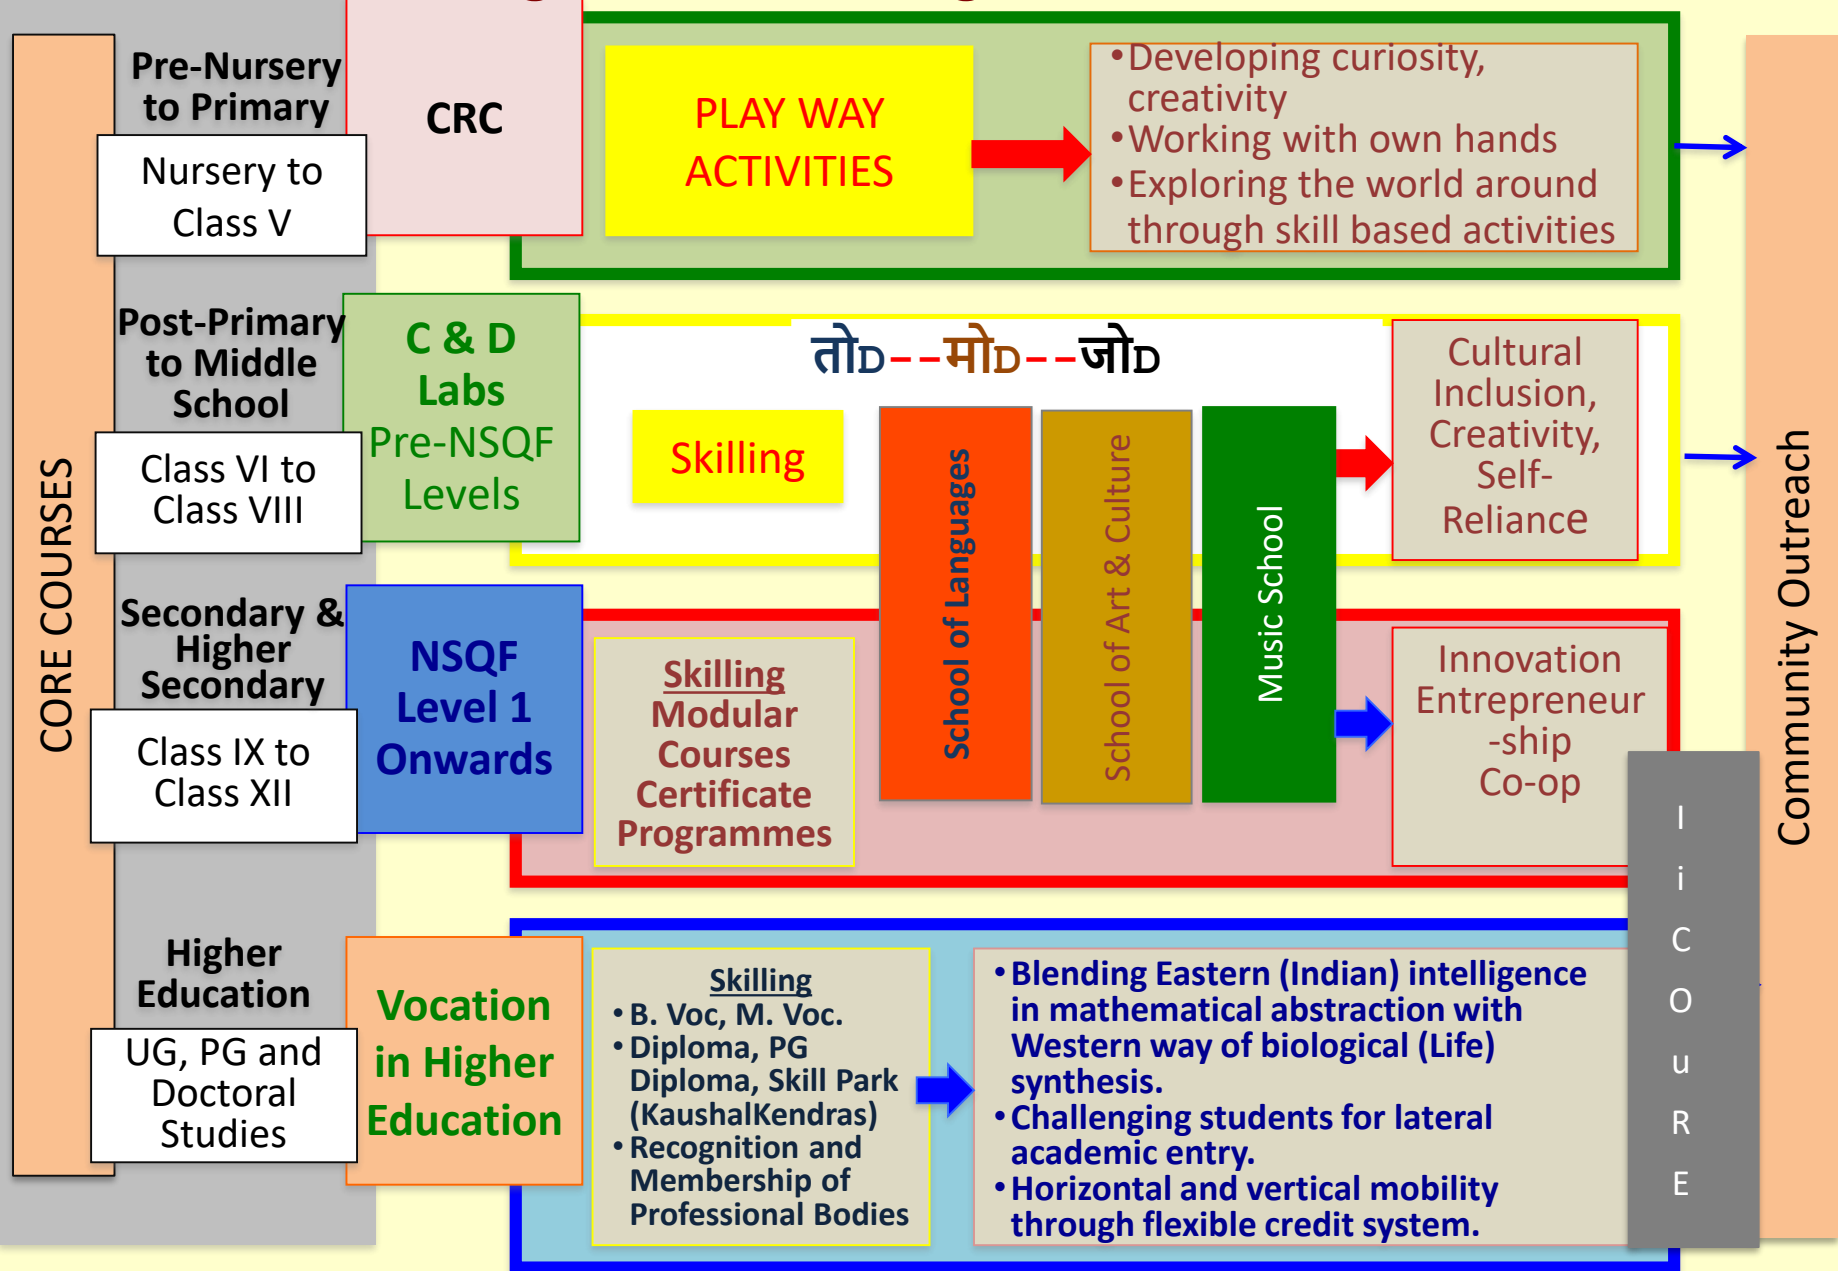 CORE COURSES
Pre-Nursery
to Primary
Nursery to
Class V
CRC
PLAY WAY
ACTIVITIES
•Developing curiosity,
creativity
•Working with own hands
•Exploring the world around
through skill based activities
Post-Primary
to Middle
School
Class VI to
Class VIII
C & D
Labs
Pre-NSQF
Levels
तोD--मोD--जोD
Skilling
School of Languages
School of Art & Culture
Music School
Cultural
Inclusion,
Creativity,
Self-
Reliance
Secondary &
Higher
Secondary
Class IX to
Class XII
NSQF
Level 1
Onwards
Skilling
Modular
Courses
Certificate
Programmes
Innovation
Entrepreneur
-ship
Co-op
Higher
Education
UG, PG and
Doctoral
Studies
Vocation
in Higher
Education
Skilling
• B. Voc, M. Voc.
• Diploma, PG
Diploma, Skill Park
(KaushalKendras)
• Recognition and
Membership of
Professional Bodies
• Blending Eastern (Indian) intelligence
in mathematical abstraction with
Western way of biological (Life)
synthesis.
• Challenging students for lateral
academic entry.
• Horizontal and vertical mobility
through flexible credit system.
I
i
C
O
u
R
E
Community Outreach